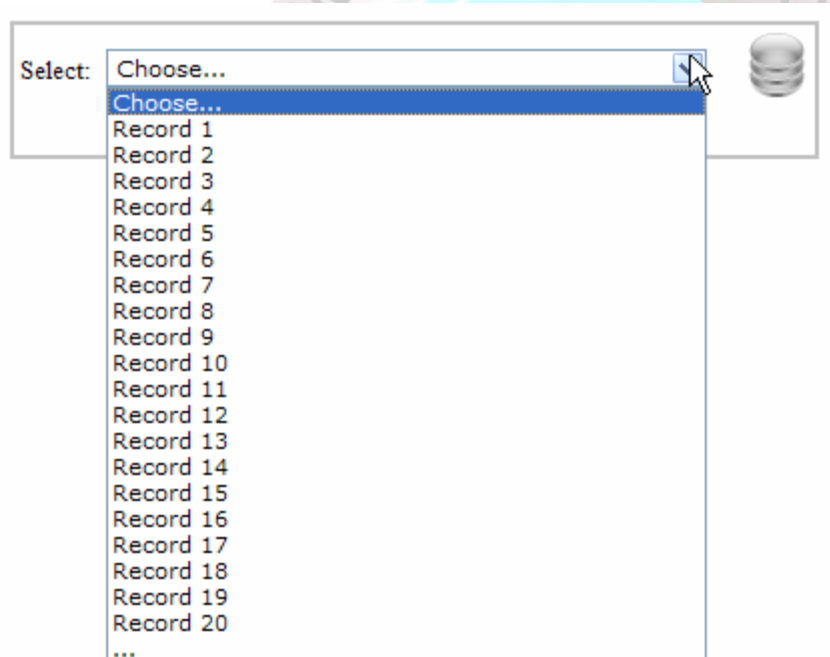 Select: Choose...
Choose...
Record 1
Record 2
Record 3
Record 4
Record 5
Record 6
Record 7
Record 8
Record 9
Record 10
Record 11
Record 12
Record 13
Record 14
Record 15
Record 16
Record 17
Record 18
Record 19
Record 20
...